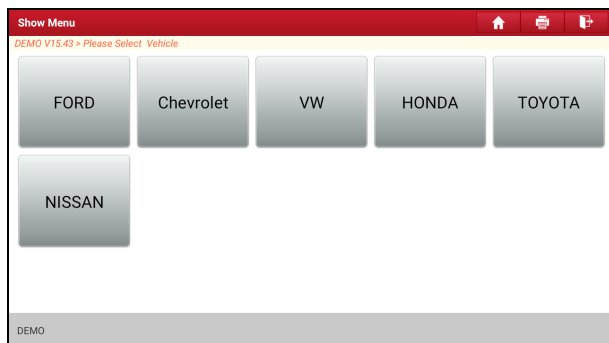 Show Menu
DEMO V15.43 > Please Select Vehicle
FORD Chevrolet VW HONDA TOYOTA
NISSAN
DEMO